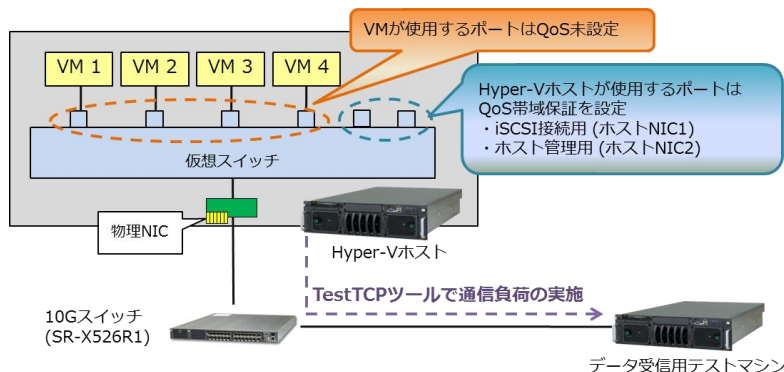 VMが使用するポートはQoS未設定
VM 1
VM 2
VM 3
VM 4
Hyper-Vホストが使用するポートは
QoS帯域保証を設定
・iSCSI接続用 (ホストNIC1)
・ホスト管理用 (ホストNIC2)
仮想スイッチ
物理NIC
Hyper-Vホスト
TestTCPツールで通信負荷の実施
10Gスイッチ
(SR-X526R1)
データ受信用テストマシン